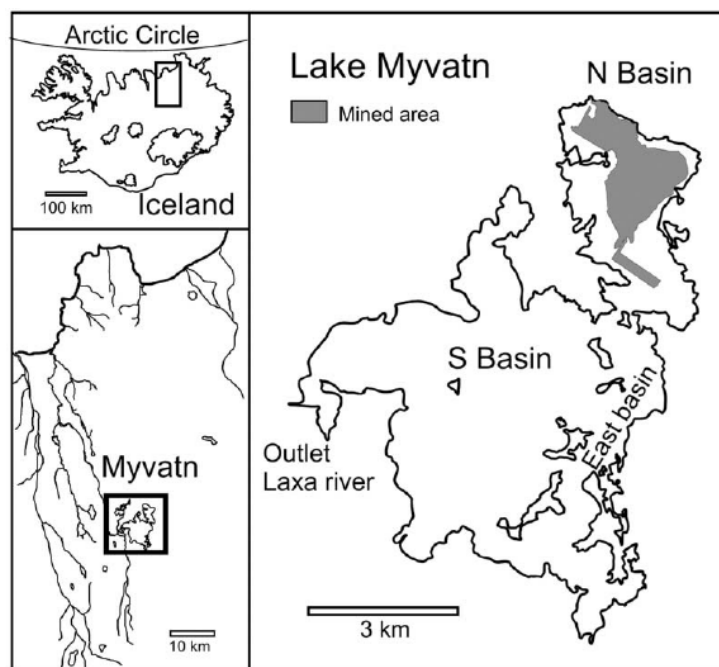 Arctic Circle
100 km
Iceland
Myvatn
10 km
Lake Myvatn
Mined area
N Basin
S Basin
East basin
Outlet
Laxa river
3 km